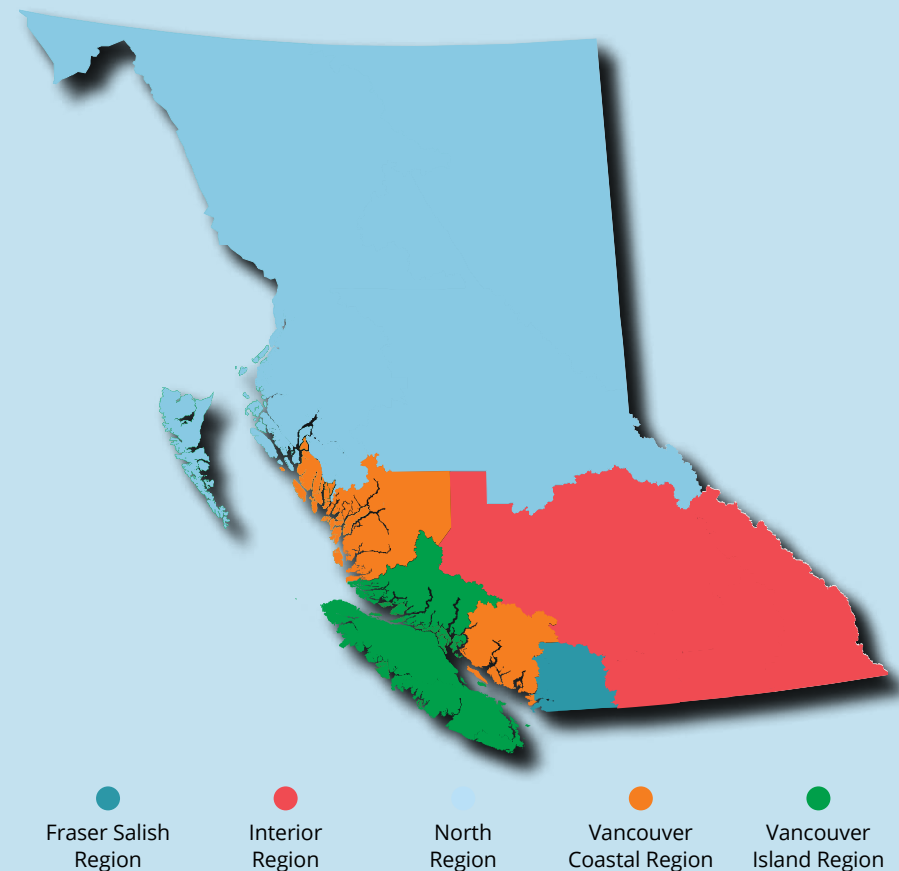 Fraser Salish
Region
Interior
Region
North
Region
Vancouver
Coastal Region
Vancouver
Island Region